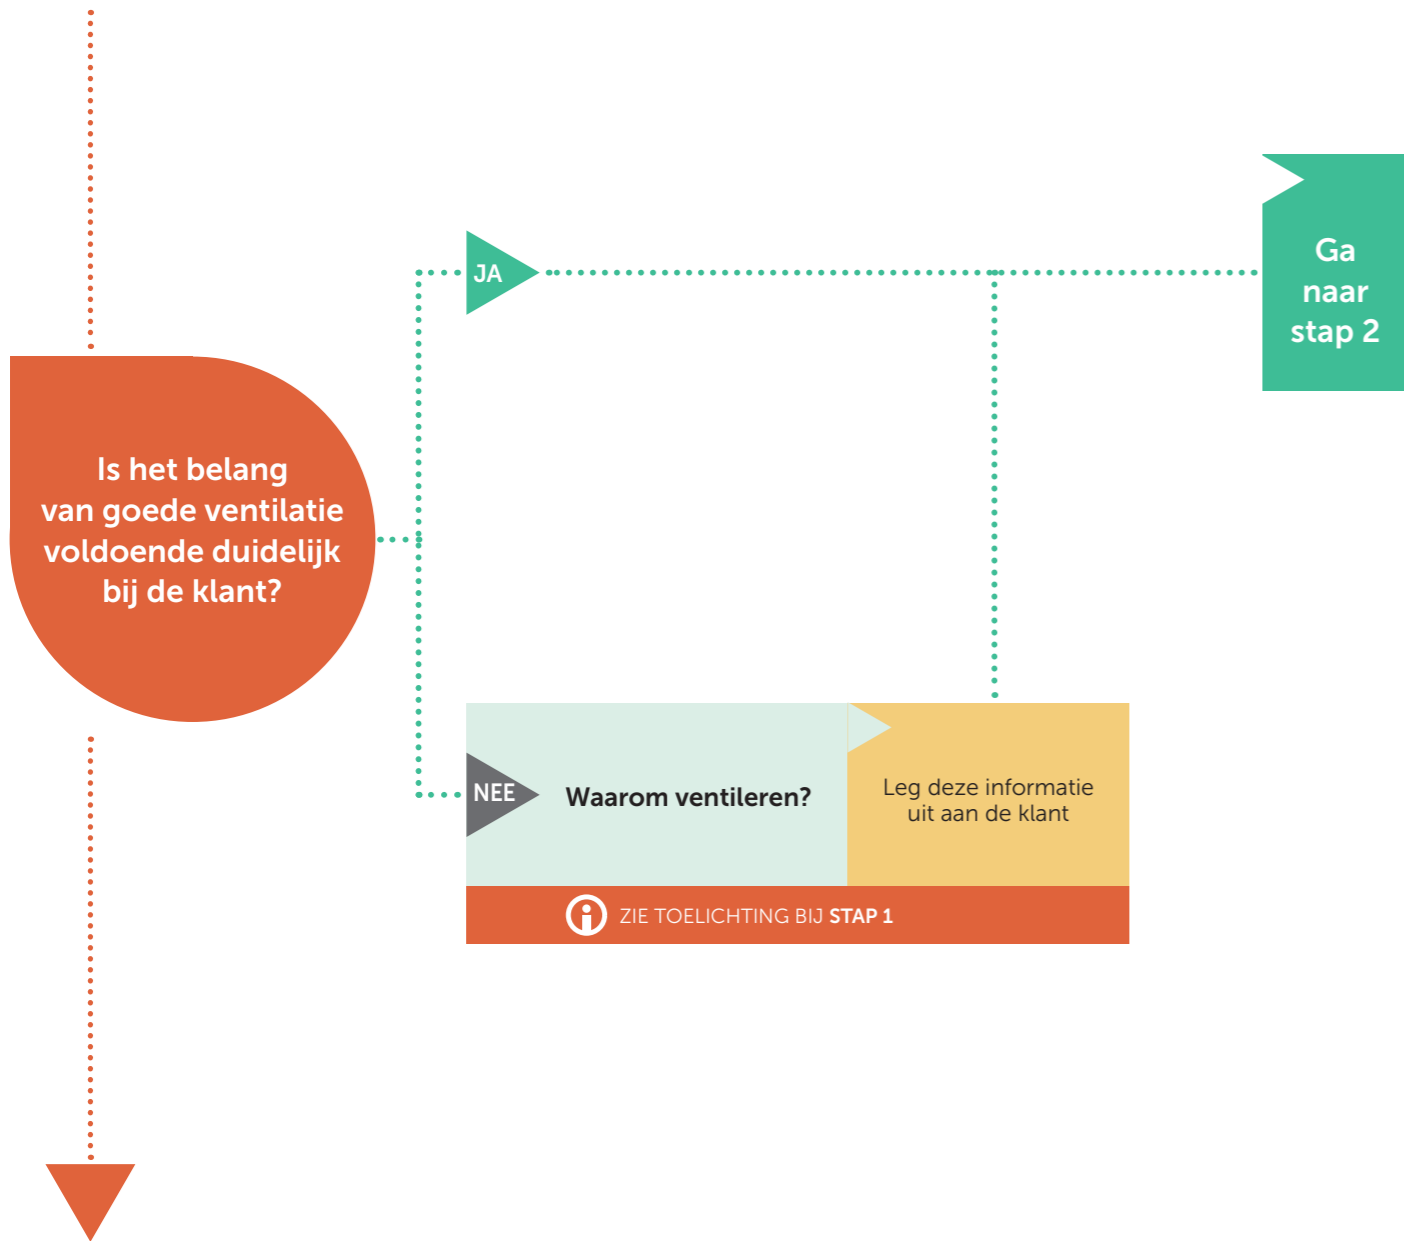 JA
Ga
naar
stap 2
Is het belang
van goede ventilatie
voldoende duidelijk
bij de klant?
NEE
Waarom ventileren?
Leg deze informatie
uit aan de klant
ZIE TOELICHTING BIJ STAP 1